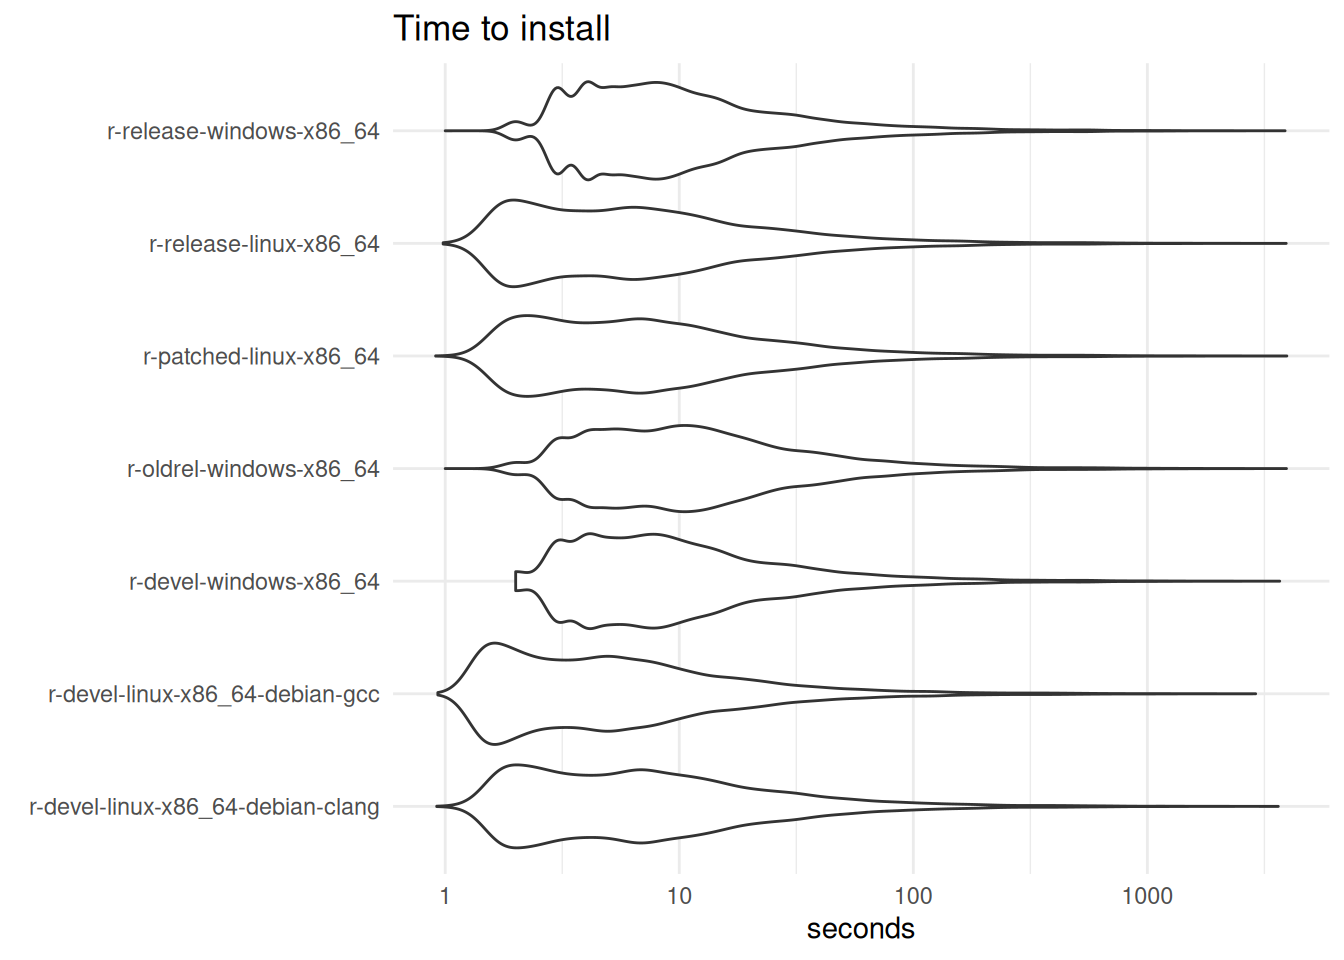 Time to install
r-release-windows-x86_64
r-release-linux-x86_64
r-patched-linux-x86_64
r-oldrel-windows-x86_64
r-devel-windows-x86_64
r-devel-linux-x86_64-debian-gcc
r-devel-linux-x86_64-debian-clang
1 10 100 1000
seconds